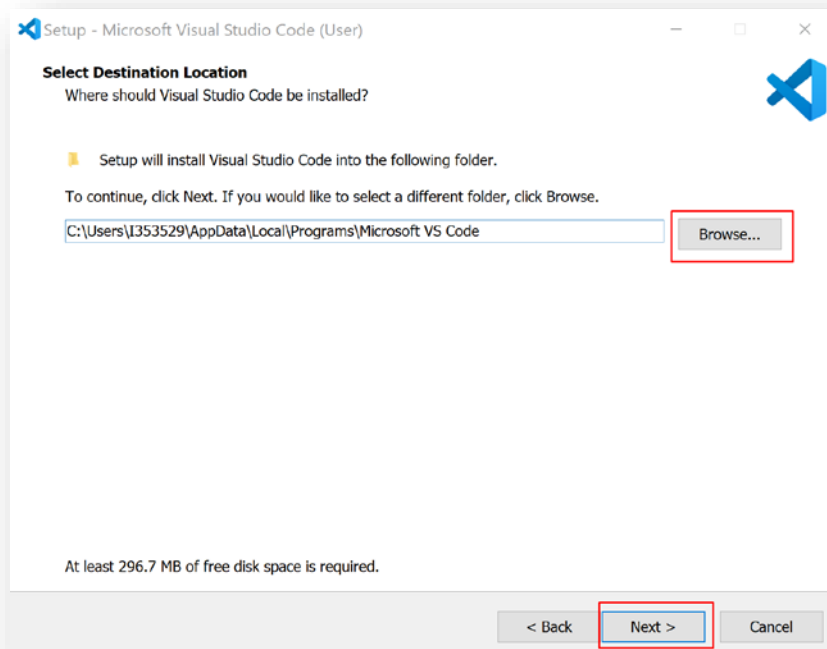 Setup - Microsoft Visual Studio Code (User)
Select Destination Location
Where should Visual Studio Code be installed?
Setup will install Visual Studio Code into the following folder.
To continue, click Next. If you would like to select a different folder, click Browse.
C:\Users\I353529\AppData\Local\Programs\Microsoft VS Code
Browse...
At least 296.7 MB of free disk space is required.
< Back
Next >
Cancel